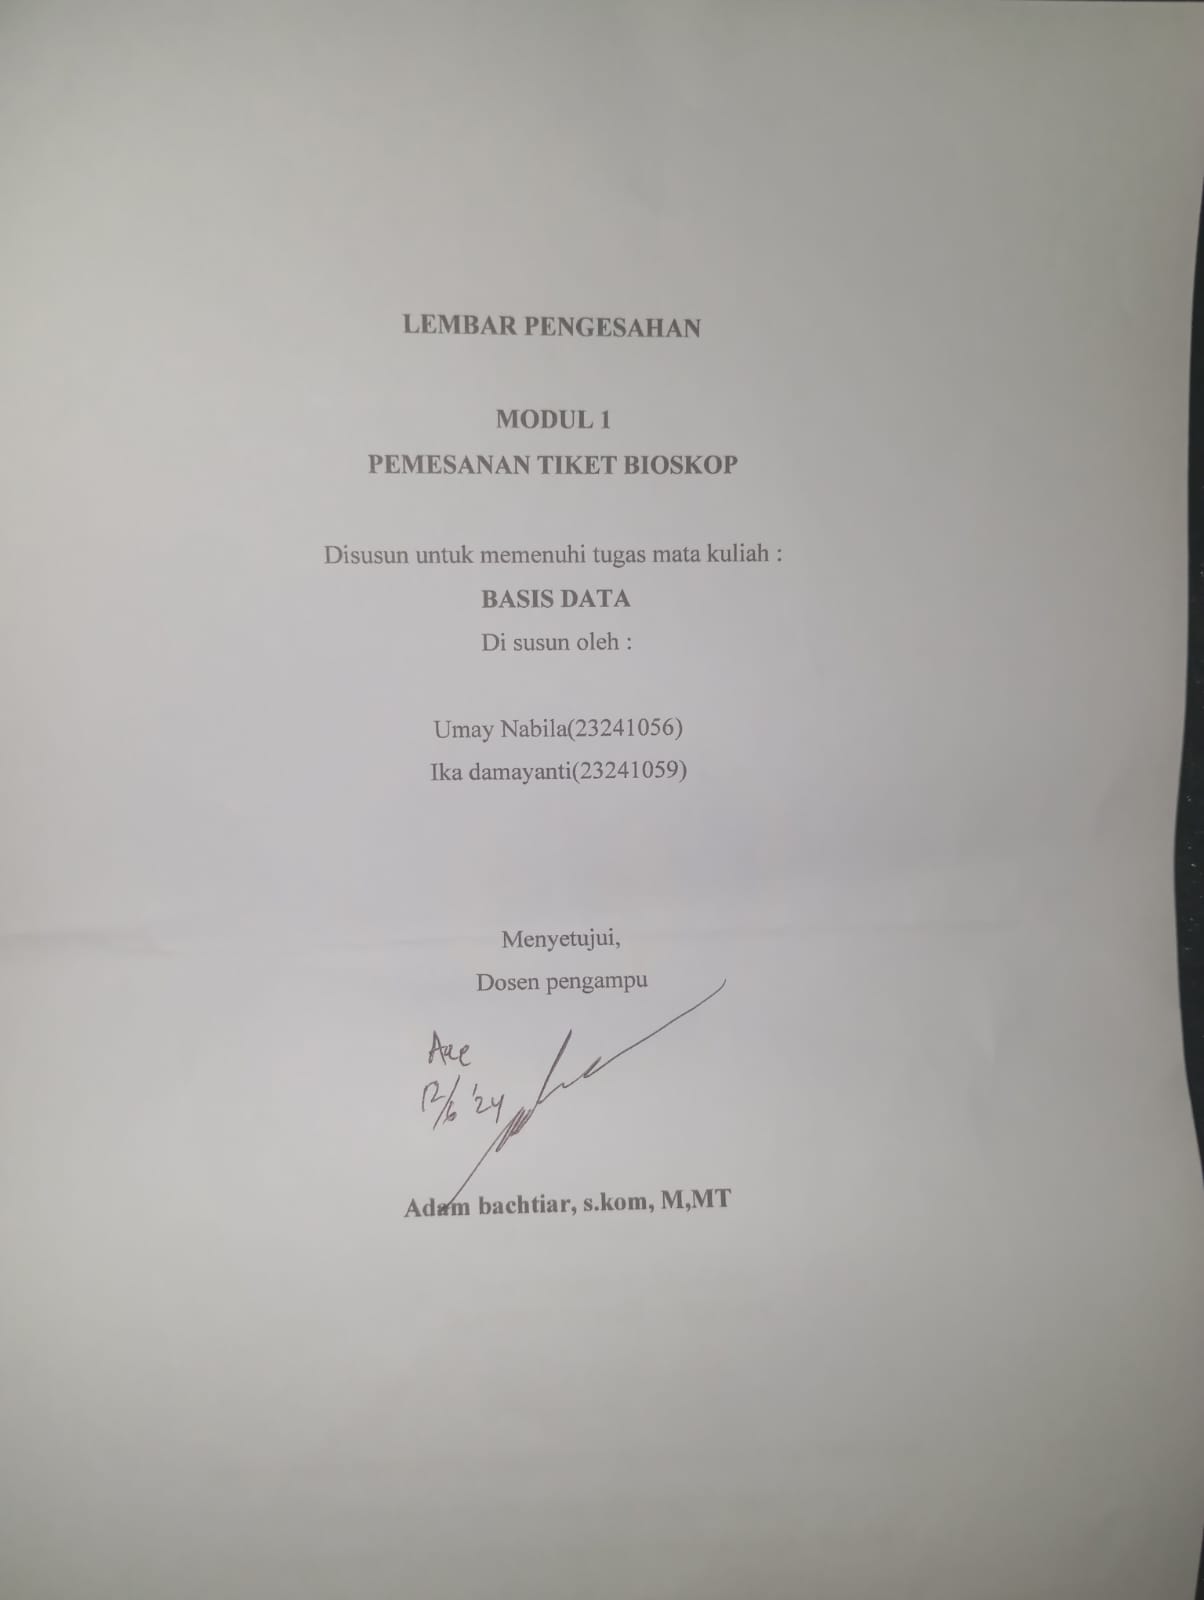 LEMBAR PENGESAHAN
MODUL 1
PEMESANAN TIKET BIOSKOP
Disusun untuk memenuhi tugas mata kuliah :
BASIS DATA
Di susun oleh :
Umay Nabila(23241056)
Ika damayanti(23241059)
Menyetujui,
Dosen pengampu
12/6 '24
Adam bachtiar, s.kom, M,MT